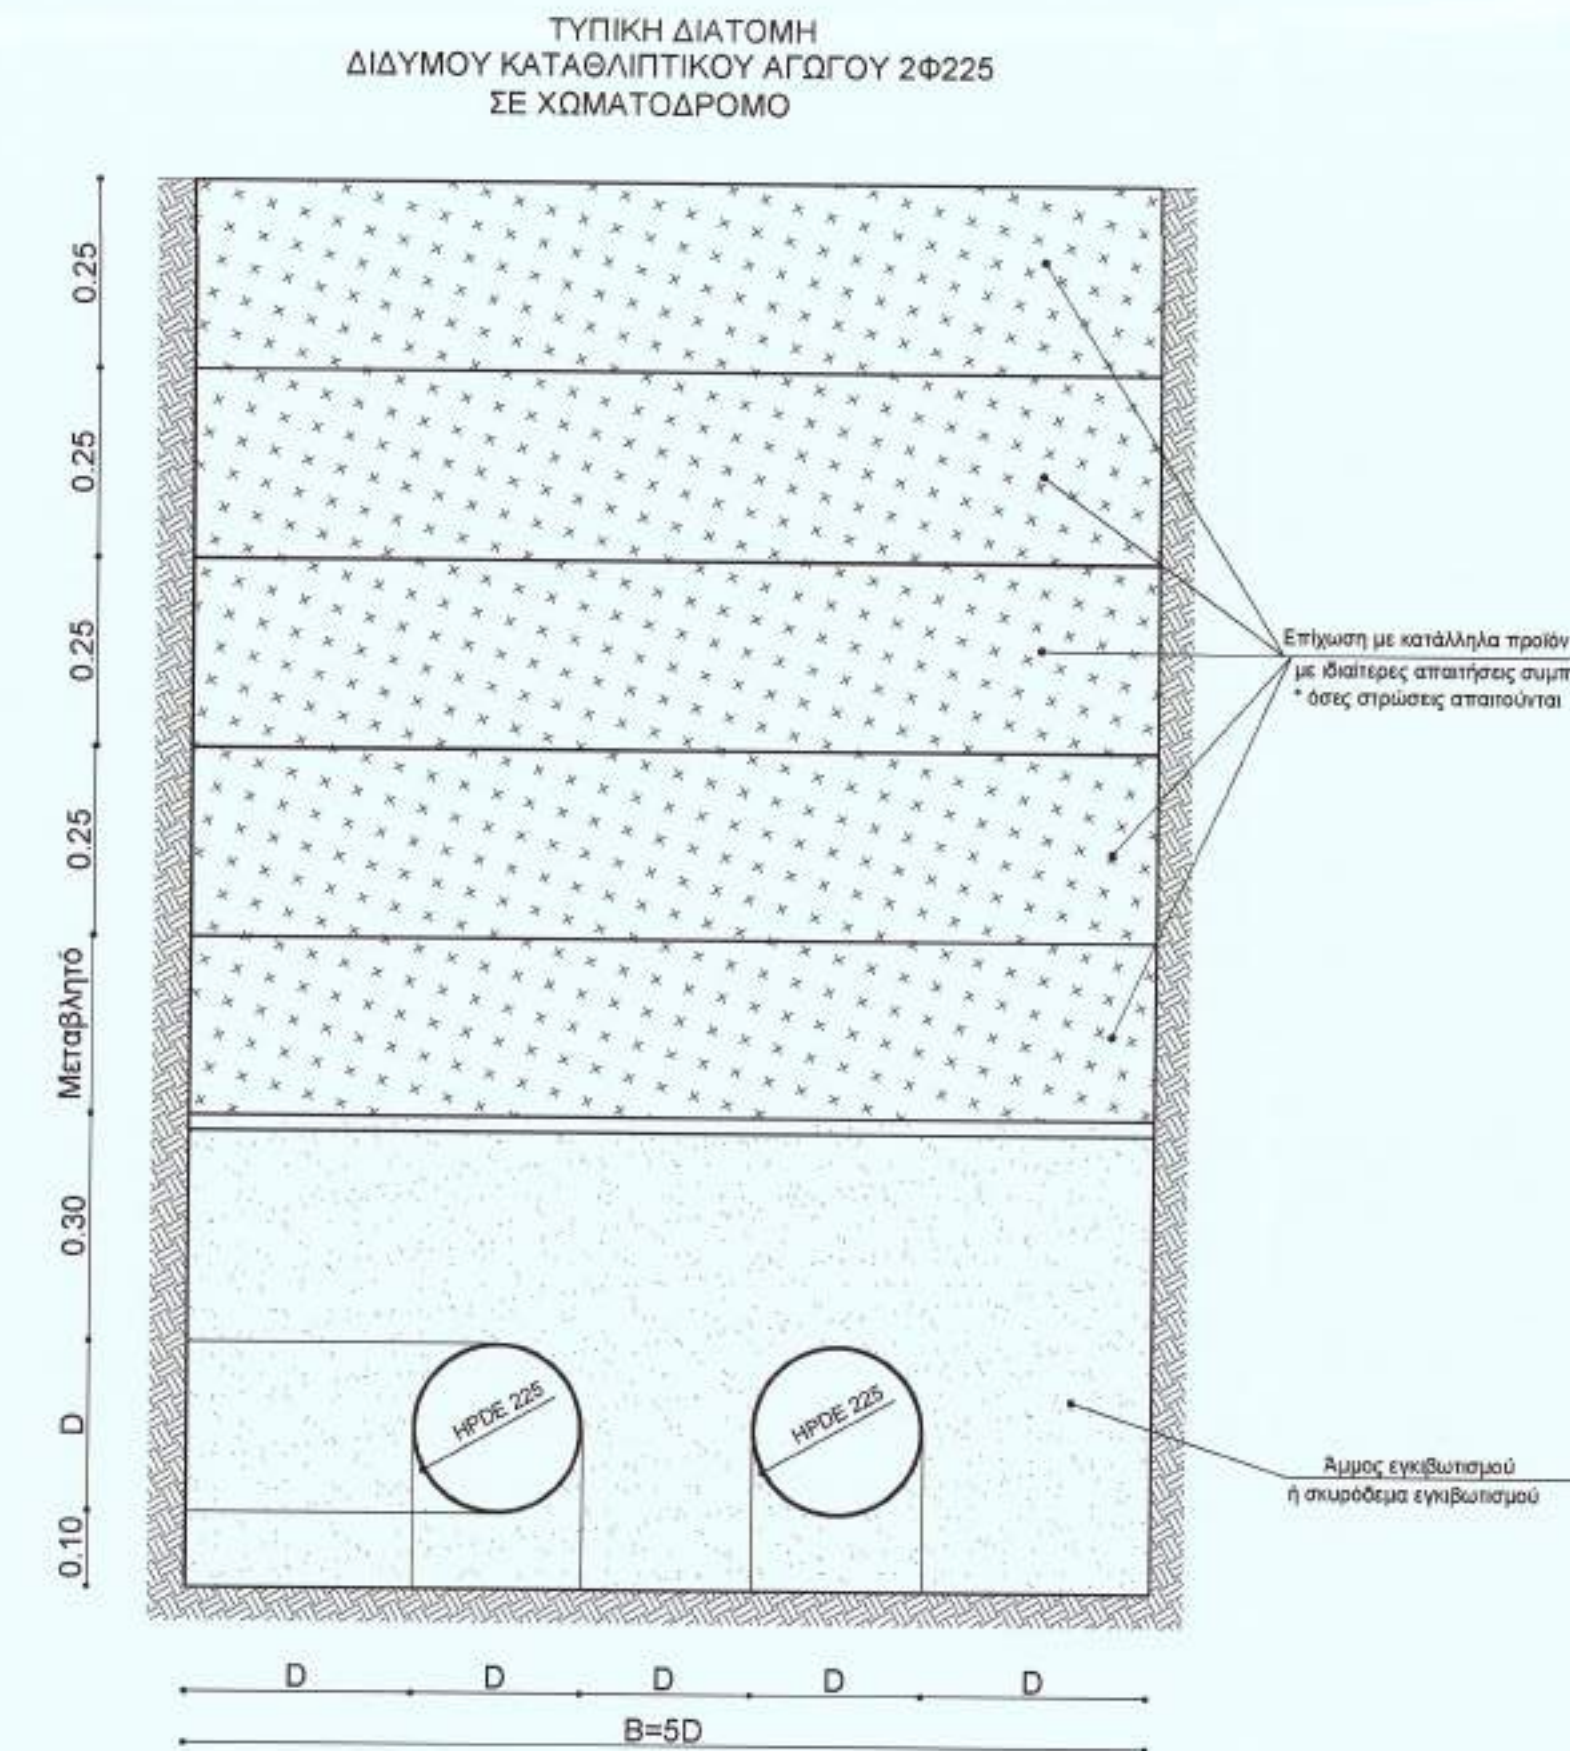 ΤΥΠΙΚΗ ΔΙΑΤΟΜΗ
ΔΙΔΥΜΟΥ ΚΑΤΑΘΛΙΠΤΙΚΟΥ ΑΓΩΓΟΥ 2Φ225
ΣΕ ΧΩΜΑΤΟΔΡΟΜΟ
0.25
0.25
0.25
0.25
Μεταβλητό
0.30
D
0.10
Επίχωση με κατάλληλα προϊόν
με ιδιαίτερες απαιτήσεις συμπ
* όσες στρώσεις απαιτούνται
HPDE 225
HPDE 225
Άμμος εγκιβωτισμού
ή σκυρόδεμα εγκιβωτισμού
D D D D D
B=5D